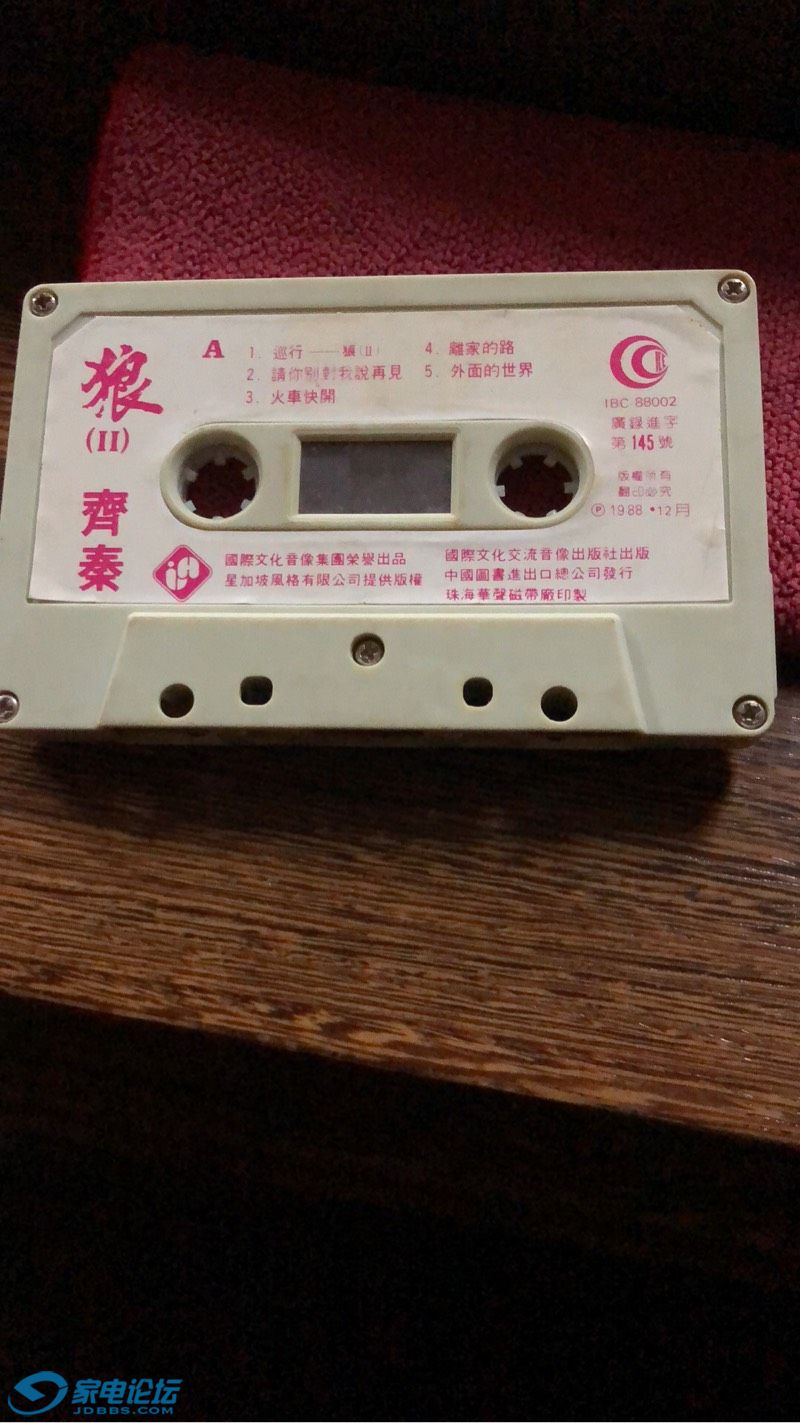 狼
(II)
齊秦
A
1. 巡行——狼(II)
2. 請你別對我說再見
3. 火車快開
4. 離家的路
5. 外面的世界
IBC-88002
廣錄進字
第145號
版權所有
翻印必究
Ⓟ 1988·12月
國際文化音像集團榮譽出品
星加坡風格有限公司提供版權
國際文化交流音像出版社出版
中國圖書進出口總公司發行
珠海華聲磁帶廠印製
家电论坛
JDBBS.COM